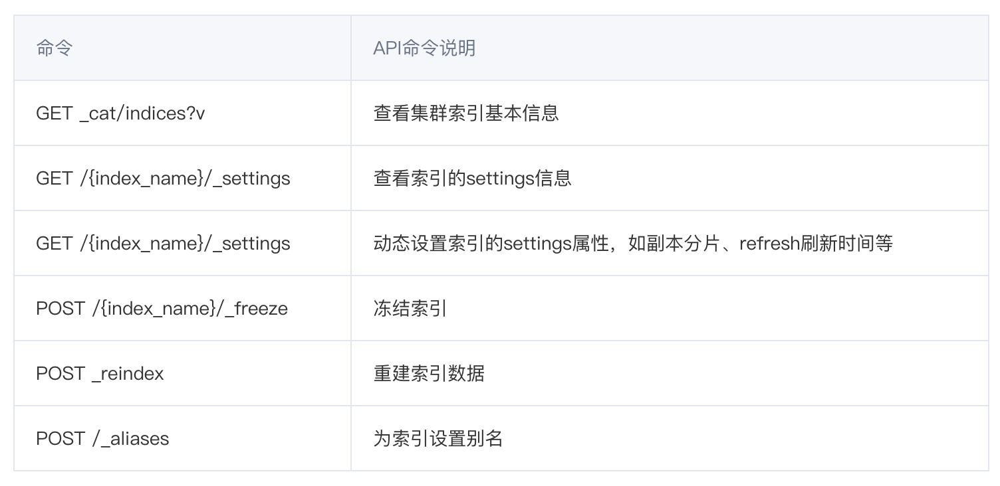 命令 API命令说明
GET _cat/indices?v 查看集群索引基本信息
GET /{index_name}/_settings 查看索引的settings信息
GET /{index_name}/_settings 动态设置索引的settings属性，如副本分片、refresh刷新时间等
POST /{index_name}/_freeze 冻结索引
POST _reindex 重建索引数据
POST /_aliases 为索引设置别名